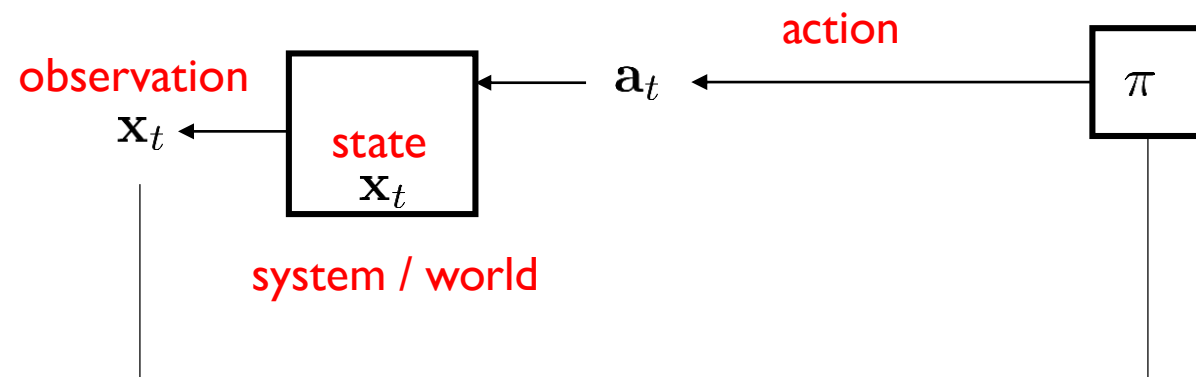 action
observation
a_t
π
x_t
state
x_t
system / world